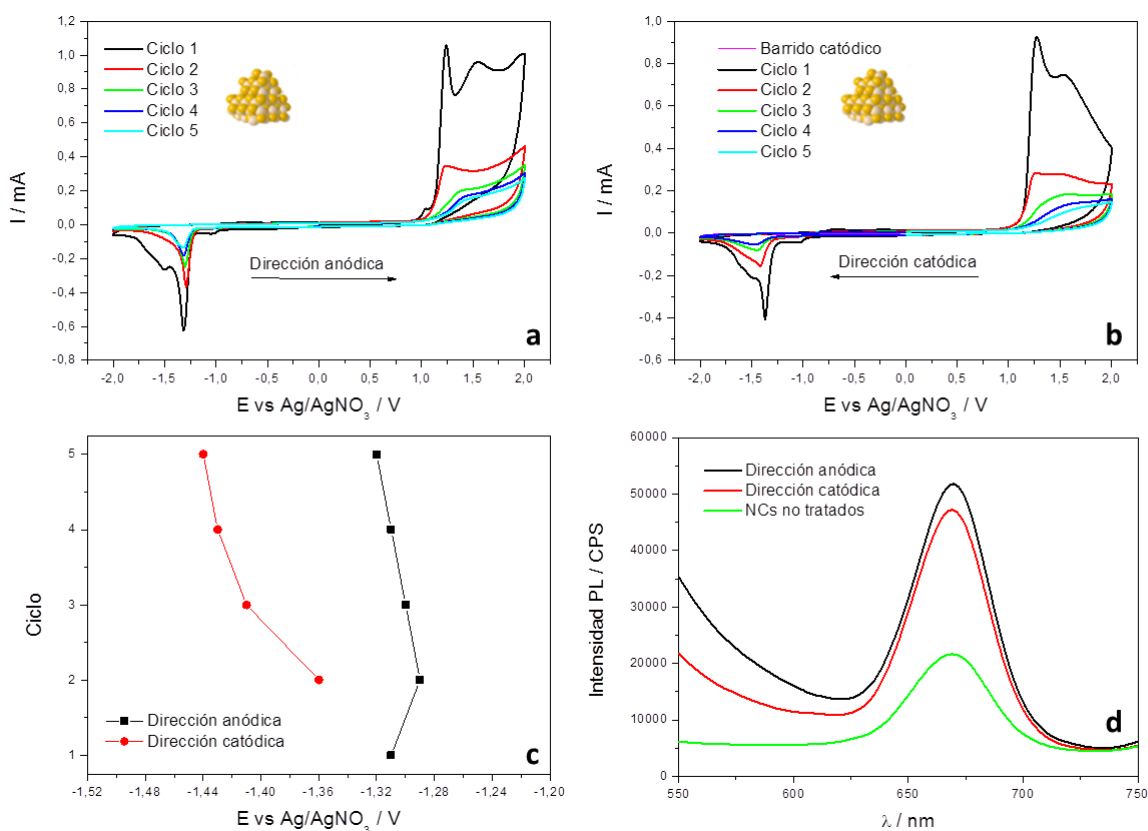 1,2
1,0
0,8
0,6
0,4
0,2
0,0
-0,2
-0,4
-0,6
-0,8
I / mA
Ciclo 1
Ciclo 2
Ciclo 3
Ciclo 4
Ciclo 5
Dirección anódica
a
-2,0 -1,5 -1,0 -0,5 0,0 0,5 1,0 1,5 2,0
E vs Ag/AgNO3 / V
1,0
0,8
0,6
0,4
0,2
0,0
-0,2
-0,4
-0,6
I / mA
Barrido catódico
Ciclo 1
Ciclo 2
Ciclo 3
Ciclo 4
Ciclo 5
Dirección catódica
b
-2,0 -1,5 -1,0 -0,5 0,0 0,5 1,0 1,5 2,0
E vs Ag/AgNO3 / V
5
4
3
2
1
Ciclo
Dirección anódica
Dirección catódica
c
-1,52 -1,48 -1,44 -1,40 -1,36 -1,32 -1,28 -1,24 -1,20
E vs Ag/AgNO3 / V
60000
50000
40000
30000
20000
10000
0
Intensidad PL / CPS
Dirección anódica
Dirección catódica
NCs no tratados
d
550 600 650 700 750
λ / nm